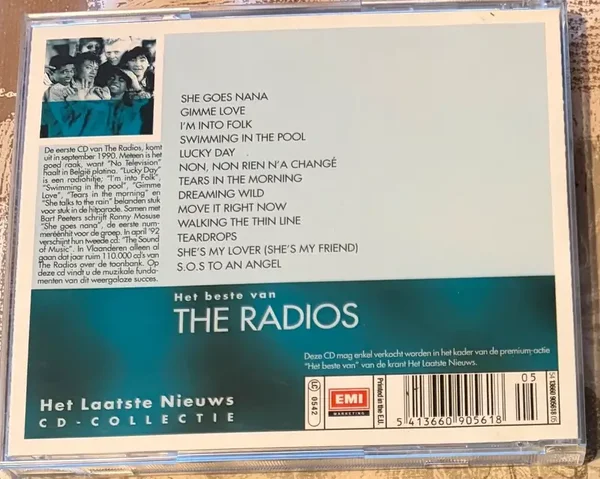 SHE GOES NANA
GIMME LOVE
I'M INTO FOLK
SWIMMING IN THE POOL
LUCKY DAY
NON, NON RIEN N'A CHANGÉ
TEARS IN THE MORNING
DREAMING WILD
MOVE IT RIGHT NOW
WALKING THE THIN LINE
TEARDROPS
SHE'S MY LOVER (SHE'S MY FRIEND)
S.O.S TO AN ANGEL
De eerste CD van The Radios, komt
uit in september 1990. Meteen is het
goed raak, want "No Television"
haalt in België platina. "Lucky Day"
is een radiohitje, "I'm into Folk",
"Swimming in the pool", "Gimme
Love", "Tears in the morning" en
"She talks to the rain" belanden stuk
voor stuk in de hitparade. Samen met
Bart Peeters schrijft Ronny Mosuse
"She goes nana", de eerste num-
meréénhit voor de groep. In april '92
verschijnt hun tweede cd: "The Sound
of Music". In Vlaanderen alleen al
gaan dat jaar ruim 110.000 cd's van
The Radios over de toonbank. Op
deze cd vindt u de muzikale funda-
menten van dit weergaloze succes.
Het beste van
THE RADIOS
Deze CD mag enkel verkocht worden in het kader van de premium-actie
"Het beste van" van de krant Het Laatste Nieuws.
Het Laatste Nieuws
CD-COLLECTIE
LC 0542
EMI
MARKETING
Printed in the E.U.
05
5 413660 905618
54 13660 905618 05